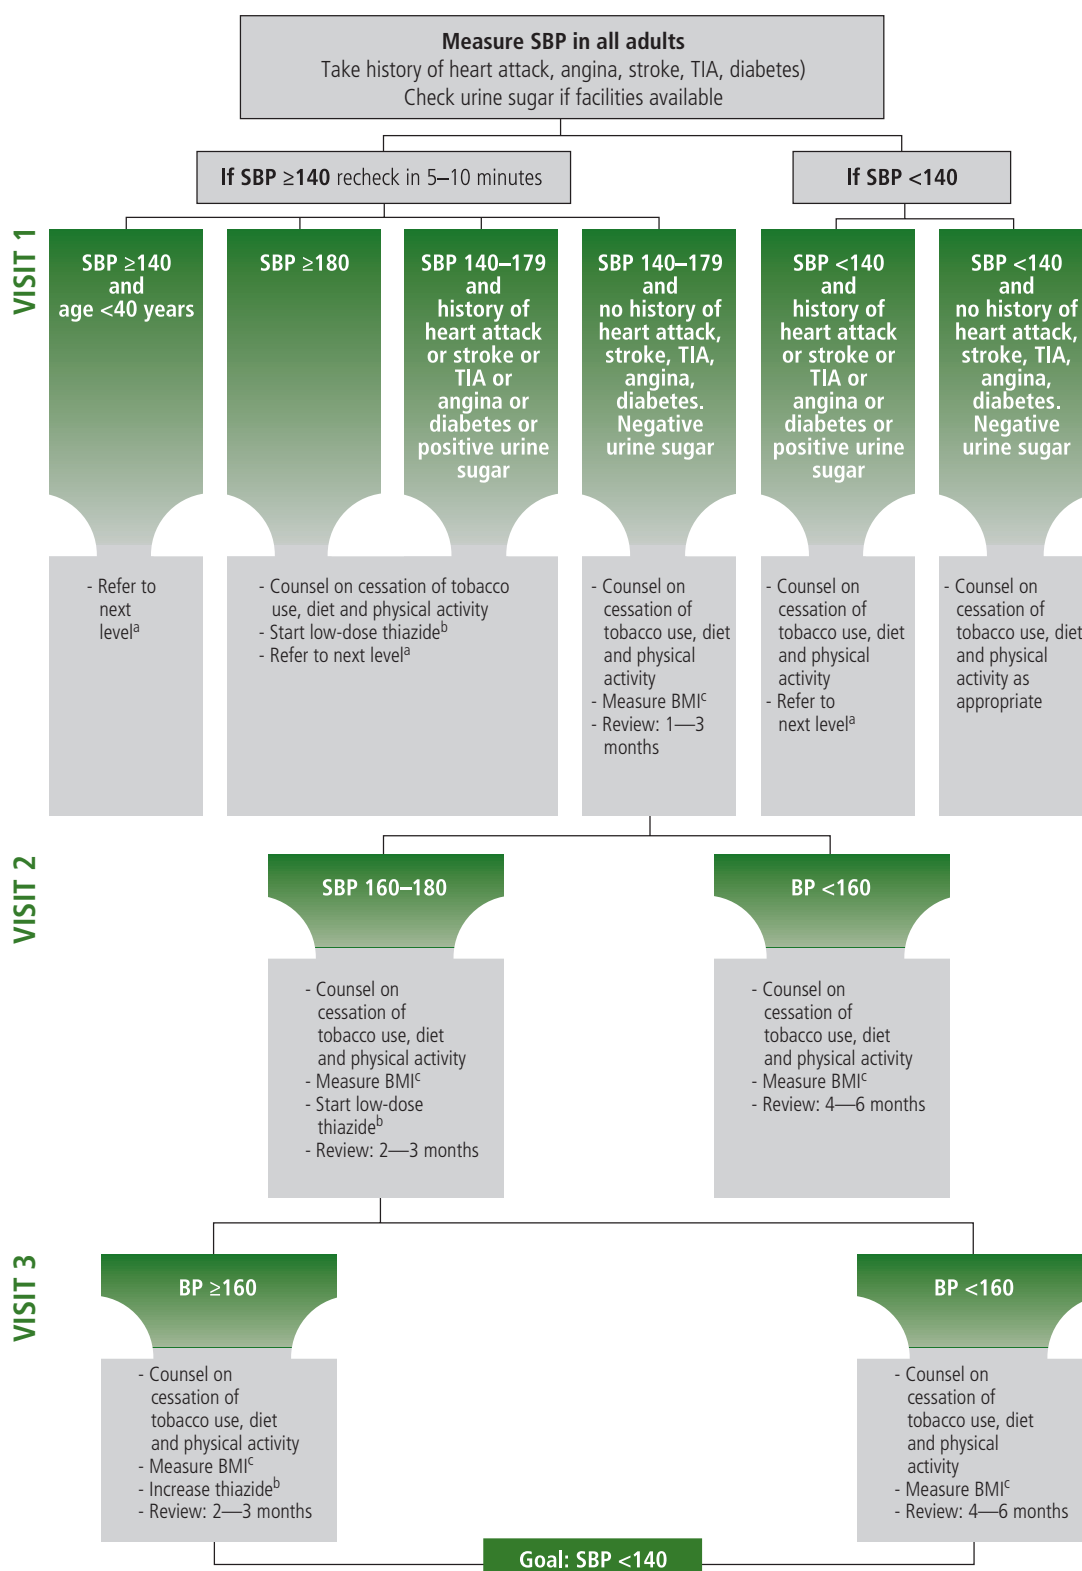 Measure SBP in all adults
Take history of heart attack, angina, stroke, TIA, diabetes)
Check urine sugar if facilities available
If SBP ≥140 recheck in 5–10 minutes
If SBP <140
VISIT 1
SBP ≥140
and
age <40 years
SBP ≥180
SBP 140–179
and
history of
heart attack
or stroke or
TIA or
angina or
diabetes or
positive urine
sugar
SBP 140–179
and
no history of
heart attack,
stroke, TIA,
angina,
diabetes.
Negative
urine sugar
SBP <140
and
history of
heart attack
or stroke or
TIA or
angina or
diabetes or
positive urine
sugar
SBP <140
and
no history of
heart attack,
stroke, TIA,
angina,
diabetes.
Negative
urine sugar
- Refer to
next
levelᵃ
- Counsel on cessation of tobacco
use, diet and physical activity
- Start low-dose thiazideᵇ
- Refer to next levelᵃ
- Counsel on
cessation of
tobacco use, diet
and physical
activity
- Measure BMIᶜ
- Review: 1—3
months
- Counsel on
cessation of
tobacco use, diet
and physical
activity
- Refer to
next levelᵃ
- Counsel on
cessation of
tobacco use, diet
and physical
activity as
appropriate
VISIT 2
SBP 160–180
BP <160
- Counsel on
cessation of
tobacco use, diet
and physical activity
- Measure BMIᶜ
- Start low-dose
thiazideᵇ
- Review: 2—3 months
- Counsel on
cessation of
tobacco use, diet
and physical activity
- Measure BMIᶜ
- Review: 4—6 months
VISIT 3
BP ≥160
BP <160
- Counsel on
cessation of
tobacco use, diet
and physical activity
- Measure BMIᶜ
- Increase thiazideᵇ
- Review: 2—3 months
- Counsel on
cessation of
tobacco use, diet
and physical
activity
- Measure BMIᶜ
- Review: 4—6 months
Goal: SBP <140